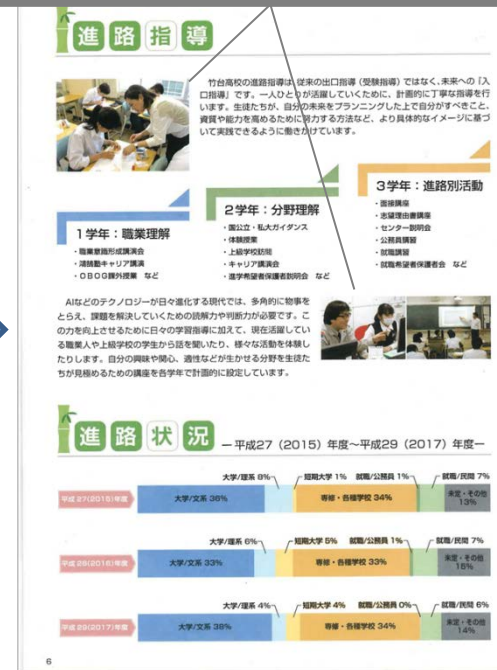 進路指導
竹台高校の進路指導は、従来の出口指導（受験指導）ではなく、未来への「入
口指導」です。一人ひとりが活躍していくために、計画的に丁寧な指導を行
います。生徒たちが、自分の未来をプランニングした上で自分がすべきこと、
資質や能力を高めるために努力する方法など、より具体的なイメージに基づ
いて実践できるように働きかけています。
1学年：職業理解
・職業意識形成講演会
・キャリア講演
・OBOG課外授業 など
2学年：分野理解
・国公立・私大ガイダンス
・体験授業
・上級学校訪問
・キャリア講演会
・進学希望者保護者説明会 など
3学年：進路別活動
・面接講座
・志望理由書講座
・センター説明会
・公務員講習
・就職講習
・就職希望者保護者会 など
AIなどのテクノロジーが日々進化する現代では、多角的に物事を
とらえ、課題を解決していくための読解力や判断力が必要です。こ
の力を向上させるために日々の学習指導に加えて、現在活躍してい
る職業人や上級学校の学生から話を聞いたり、様々な活動を体験し
たりします。自分の興味や関心、適性などが生かせる分野を生徒た
ちが見極めるための講座を各学年で計画的に設定しています。
進路状況 ー平成27（2015）年度～平成29（2017）年度ー
大学/理系 8% 短期大学 1% 就職/公務員 1% 就職/民間 7%
平成27(2015)年度 大学/文系 36% 専修・各種学校 34% 未定・その他 13%
大学/理系 6% 短期大学 5% 就職/公務員 1% 就職/民間 7%
平成28(2016)年度 大学/文系 33% 専修・各種学校 33% 未定・その他 15%
大学/理系 4% 短期大学 4% 就職/公務員 0% 就職/民間 6%
平成29(2017)年度 大学/文系 38% 専修・各種学校 34% 未定・その他 14%
6